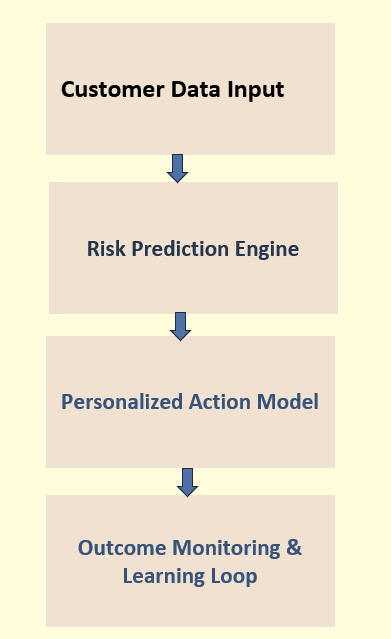 Customer Data Input
Risk Prediction Engine
Personalized Action Model
Outcome Monitoring &
Learning Loop